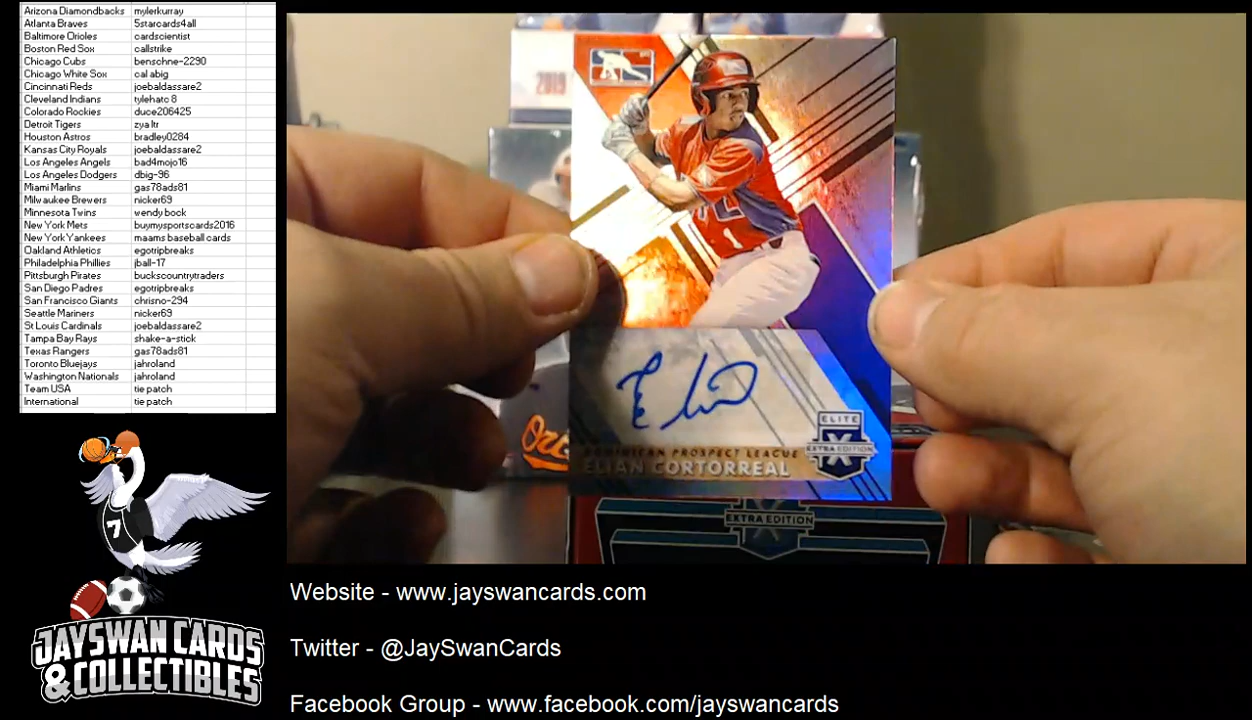 Arizona Diamondbacks mylerkurray
Atlanta Braves 5starcards4all
Baltimore Orioles cardscientist
Boston Red Sox callstrike
Chicago Cubs benschne-2290
Chicago White Sox cal abig
Cincinnati Reds joebaldassare2
Cleveland Indians tylehatc 8
Colorado Rockies duce206425
Detroit Tigers zya ltr
Houston Astros bradley0284
Kansas City Royals joebaldassare2
Los Angeles Angels bad4mojo16
Los Angeles Dodgers dbig-96
Miami Marlins gas78ads81
Milwaukee Brewers nicker69
Minnesota Twins wendy bock
New York Mets buymysportscards2016
New York Yankees maams baseball cards
Oakland Athletics egotripbreaks
Philadelphia Phillies jball-17
Pittsburgh Pirates buckscountrytraders
San Diego Padres egotripbreaks
San Francisco Giants chrisno-294
Seattle Mariners nicker69
St Louis Cardinals joebaldassare2
Tampa Bay Rays shake-a-stick
Texas Rangers gas78ads81
Toronto Bluejays jahroland
Washington Nationals jahroland
Team USA tie patch
International tie patch
2019
1
ELITE
X
EXTRA EDITION
DOMINICAN PROSPECT LEAGUE
ELIAN CORTORREAL
EXTRA EDITION
7
JAYSWAN CARDS
& COLLECTIBLES
Website - www.jayswancards.com
Twitter - @JaySwanCards
Facebook Group - www.facebook.com/jayswancards